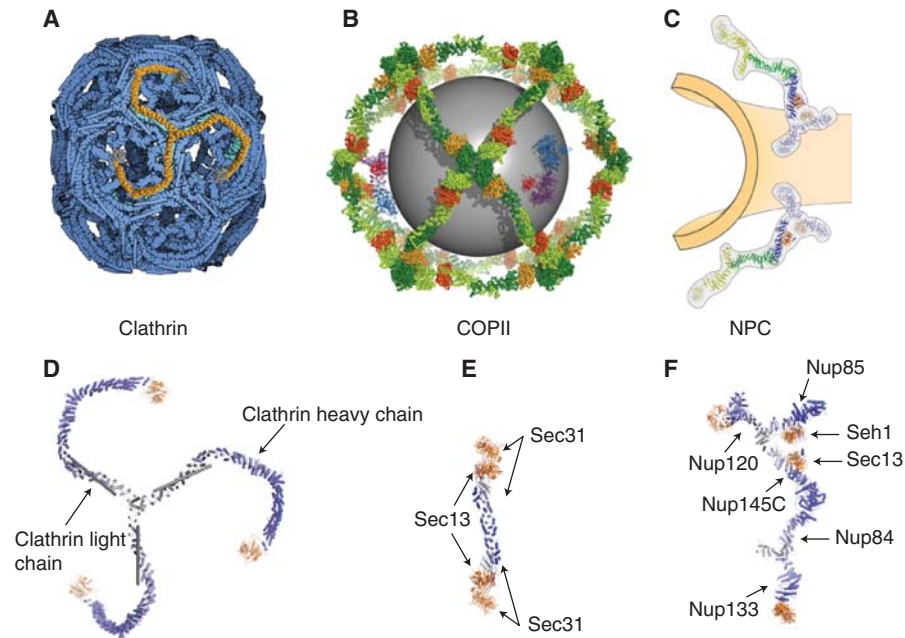 A
B
C
Clathrin
COPII
NPC
D
E
F
Clathrin heavy chain
Clathrin light
chain
Sec31
Sec13
Sec31
Nup85
Seh1
Nup120
Sec13
Nup145C
Nup84
Nup133